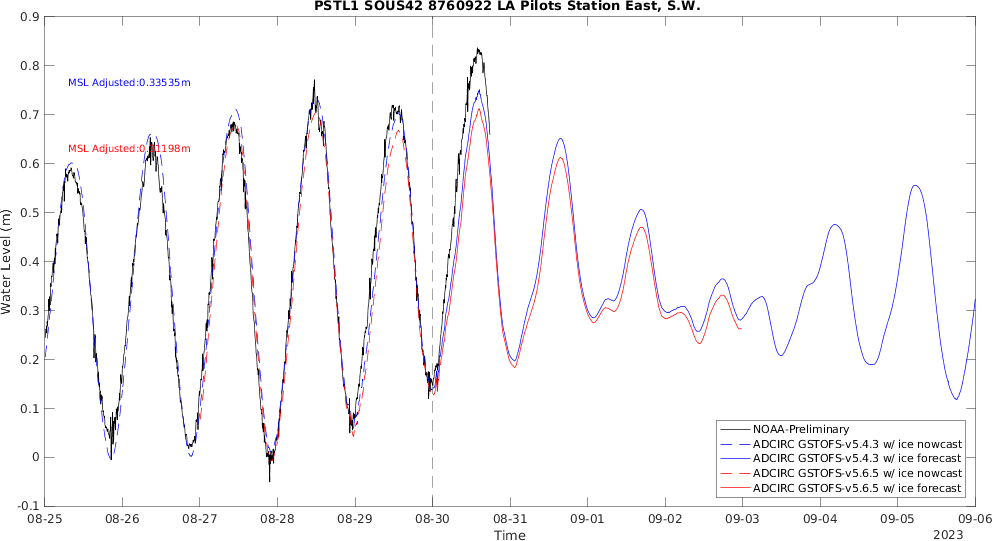 PSTL1 SOUS42 8760922 LA Pilots Station East, S.W.
0.9
0.8
0.7
0.6
0.5
0.4
0.3
0.2
0.1
0
-0.1
Water Level (m)
MSL Adjusted:0.33535m
MSL Adjusted: 1198m
NOAA-Preliminary
ADCIRC GSTOFS-v5.4.3 w/ ice nowcast
ADCIRC GSTOFS-v5.4.3 w/ ice forecast
ADCIRC GSTOFS-v5.6.5 w/ ice nowcast
ADCIRC GSTOFS-v5.6.5 w/ ice forecast
08-25 08-26 08-27 08-28 08-29 08-30 08-31 09-01 09-02 09-03 09-04 09-05 09-06
Time
2023